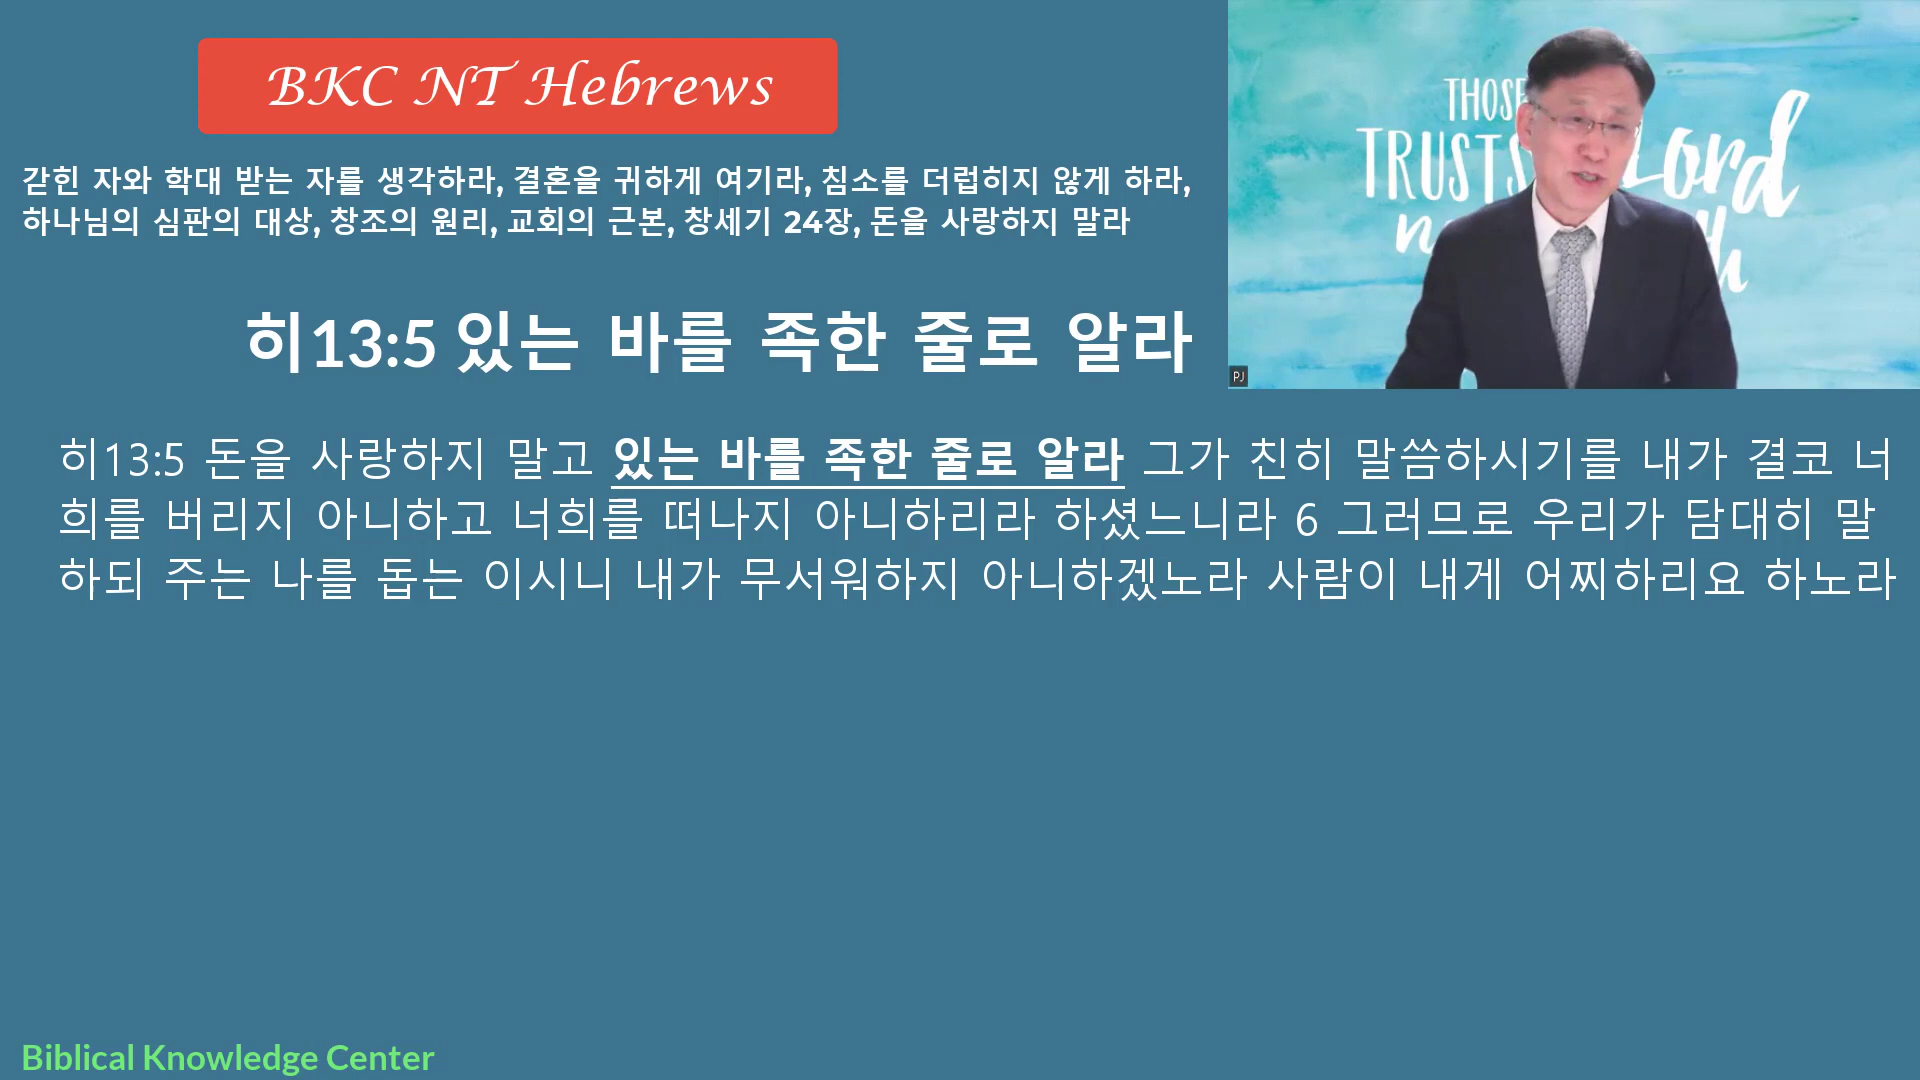 BKC NT Hebrews
갇힌 자와 학대 받는 자를 생각하라, 결혼을 귀하게 여기라, 침소를 더럽히지 않게 하라,
하나님의 심판의 대상, 창조의 원리, 교회의 근본, 창세기 24장, 돈을 사랑하지 말라
히13:5 있는 바를 족한 줄로 알라
THOSE
TRUSTS
Lord
PJ
히13:5 돈을 사랑하지 말고 있는 바를 족한 줄로 알라 그가 친히 말씀하시기를 내가 결코 너
희를 버리지 아니하고 너희를 떠나지 아니하리라 하셨느니라 6 그러므로 우리가 담대히 말
하되 주는 나를 돕는 이시니 내가 무서워하지 아니하겠노라 사람이 내게 어찌하리요 하노라
Biblical Knowledge Center